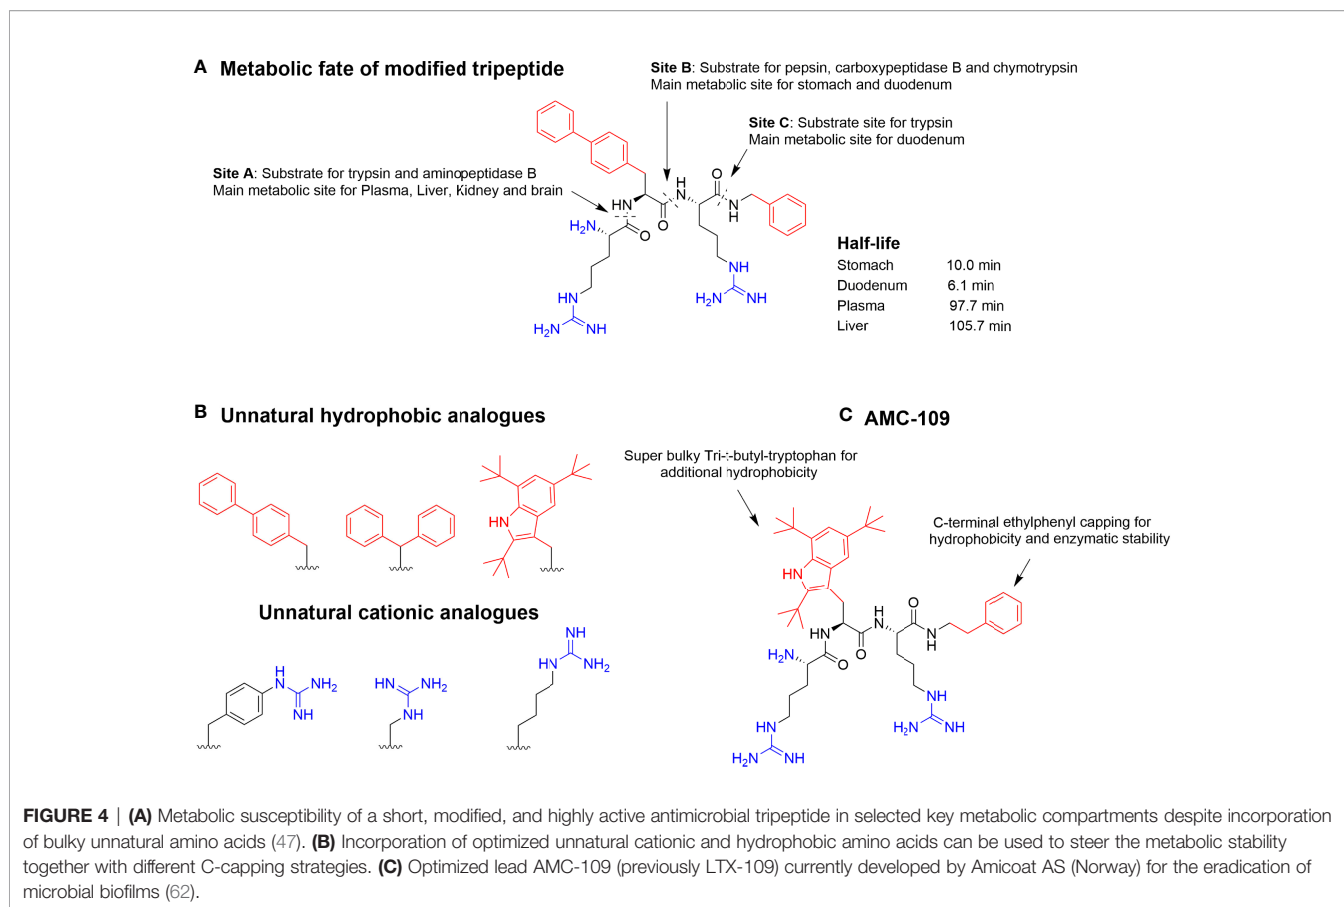 A Metabolic fate of modified tripeptide
Site B: Substrate for pepsin, carboxypeptidase B and chymotrypsin
Main metabolic site for stomach and duodenum
Site C: Substrate site for trypsin
Main metabolic site for duodenum
Site A: Substrate for trypsin and aminopeptidase B
Main metabolic site for Plasma, Liver, Kidney and brain
H
N
O
HN
O
N
H
H₂N
O
Half-life
Stomach 10.0 min
Duodenum 6.1 min
Plasma 97.7 min
Liver 105.7 min
NH
H₂N NH
HN
H₂N NH
B Unnatural hydrophobic analogues
HN
Unnatural cationic analogues
H
N NH₂
NH
HN NH₂
NH
NH
HN NH₂
C AMC-109
Super bulky Tri-t-butyl-tryptophan for
additional hydrophobicity
C-terminal ethylphenyl capping for
hydrophobicity and enzymatic stability
HN
H
N
O
HN
O
N
H
H₂N
O
NH
H₂N NH
HN
H₂N NH
FIGURE 4 | (A) Metabolic susceptibility of a short, modified, and highly active antimicrobial tripeptide in selected key metabolic compartments despite incorporation
of bulky unnatural amino acids (47). (B) Incorporation of optimized unnatural cationic and hydrophobic amino acids can be used to steer the metabolic stability
together with different C-capping strategies. (C) Optimized lead AMC-109 (previously LTX-109) currently developed by Amicoat AS (Norway) for the eradication of
microbial biofilms (62).